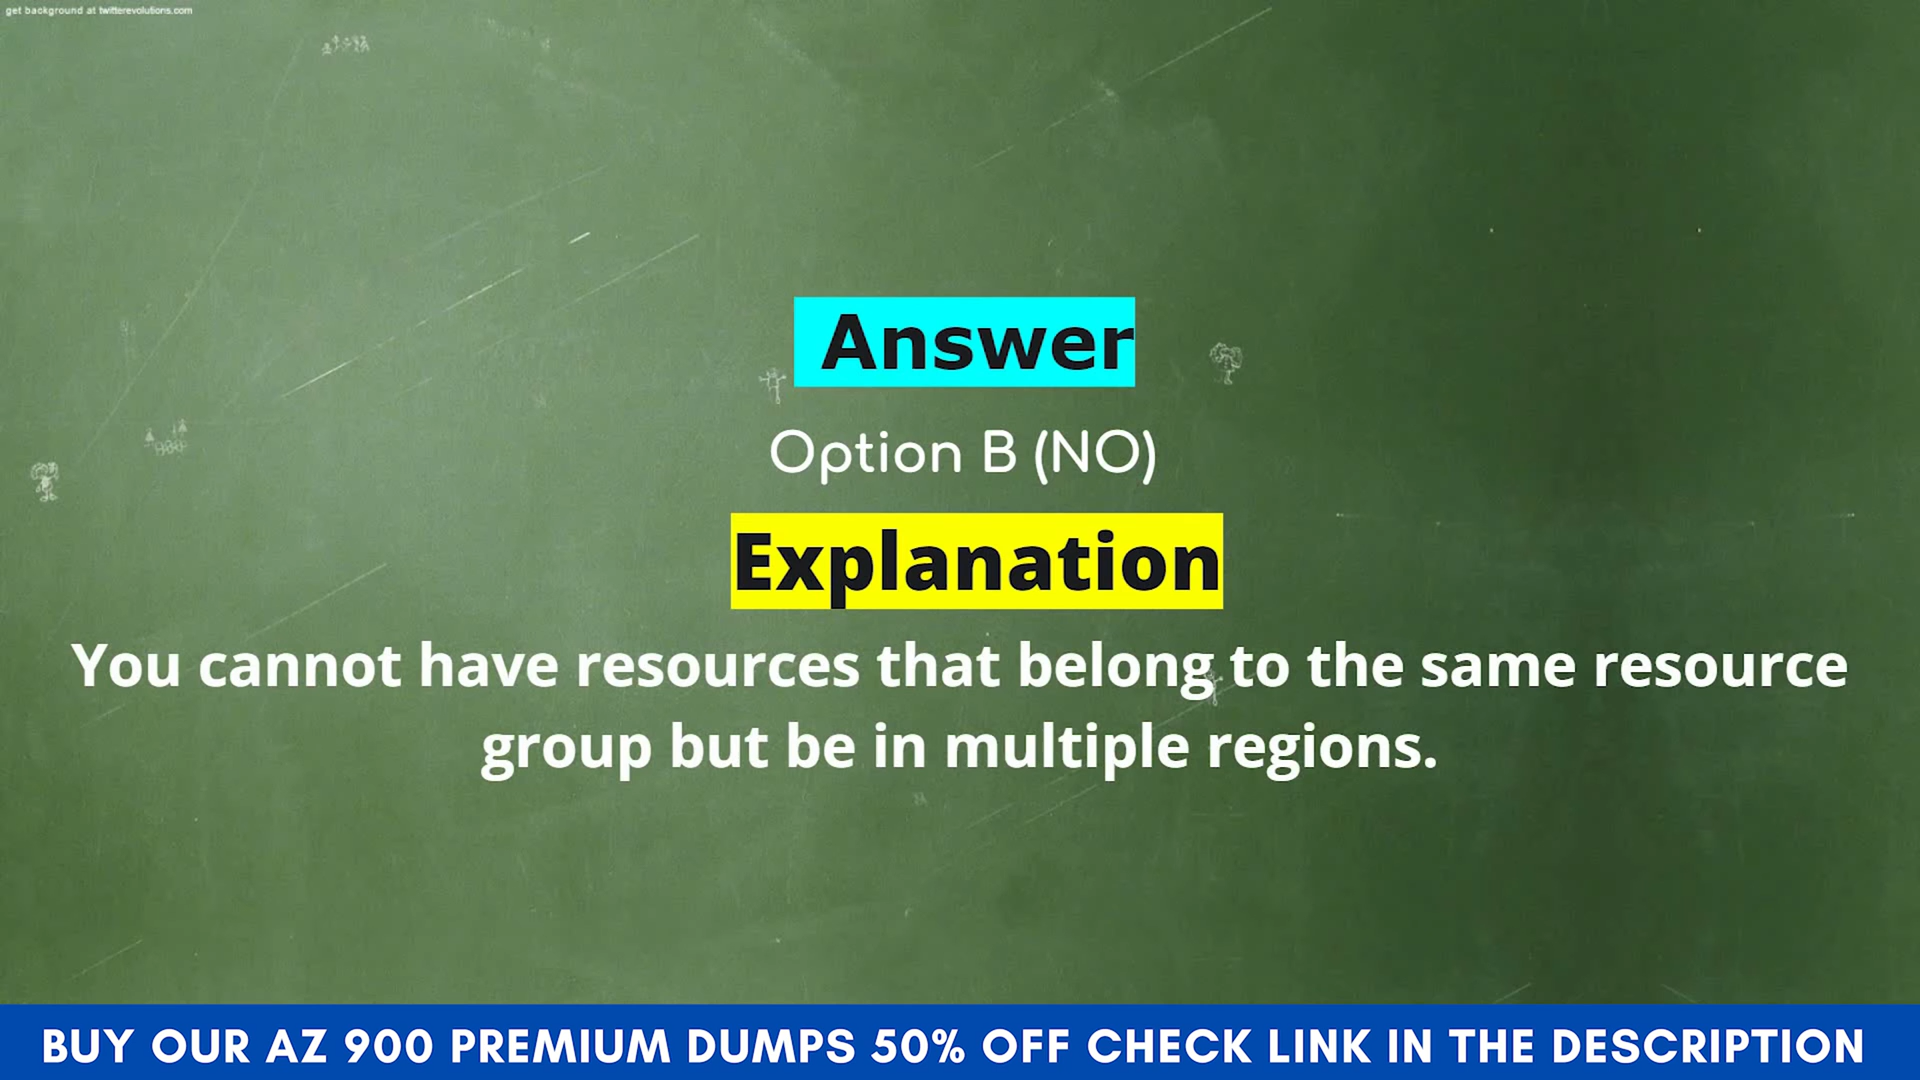 get background at twitterevolutions.com
Answer
Option B (NO)
Explanation
You cannot have resources that belong to the same resource
group but be in multiple regions.
BUY OUR AZ 900 PREMIUM DUMPS 50% OFF CHECK LINK IN THE DESCRIPTION